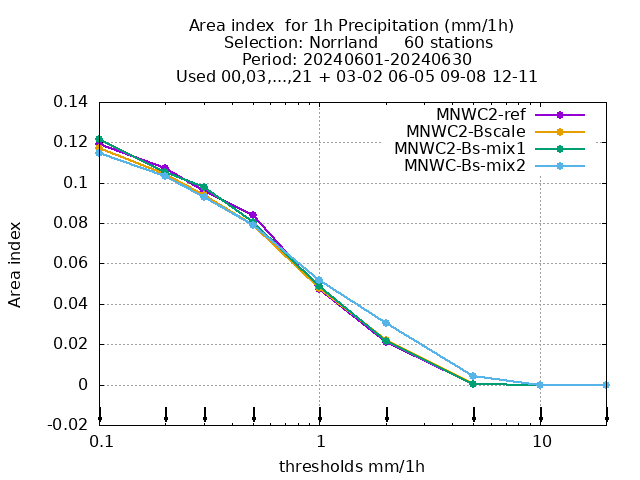 Area index  for 1h Precipitation (mm/1h)
Selection: Norrland     60 stations
Period: 20240601-20240630
Used 00,03,...,21 + 03-02 06-05 09-08 12-11
MNWC2-ref
MNWC2-Bscale
MNWC2-Bs-mix1
MNWC-Bs-mix2
0.14
0.12
0.1
0.08
0.06
0.04
0.02
0
-0.02
Area index
0.1 1 10
thresholds mm/1h